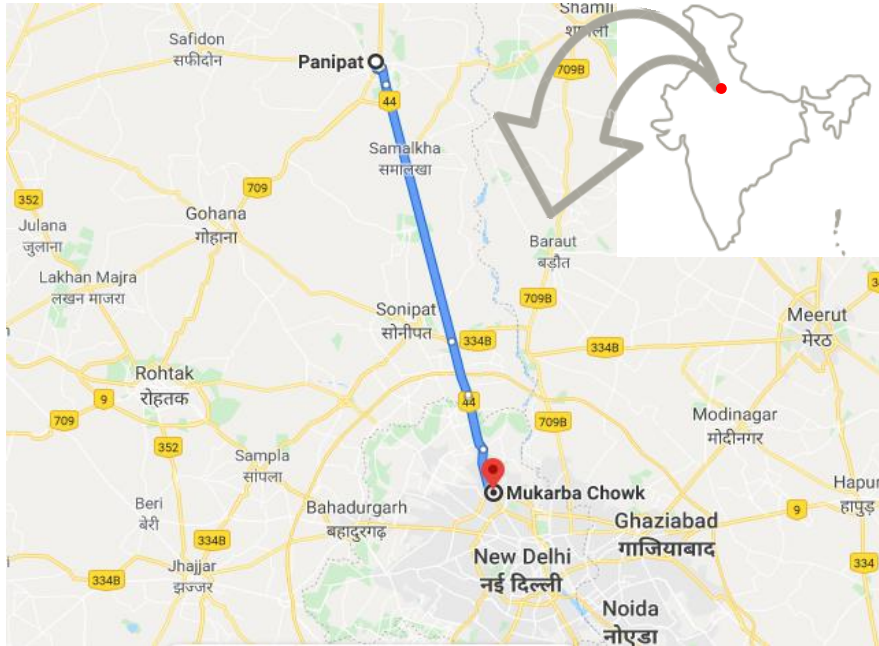 Shamli
शामली
Safidon
सफीदोन
Panipat
709B
44
Samalkha
समालखा
709
352
Gohana
गोहाना
Julana
जुलाना
Baraut
बड़ौत
Lakhan Majra
लखन माजरा
709B
Sonipat
सोनीपत
Meerut
मेरठ
334B
334B
Rohtak
रोहतक
9
44
709
709B
Modinagar
मोदीनगर
352
Sampla
सांपला
Mukarba Chowk
Hapur
हापुड़
Beri
बेरी
Bahadurgarh
बहादुरगढ़
9
Ghaziabad
गाजियाबाद
New Delhi
नई दिल्ली
Jhajjar
झज्जर
334B
334
Noida
नोएडा